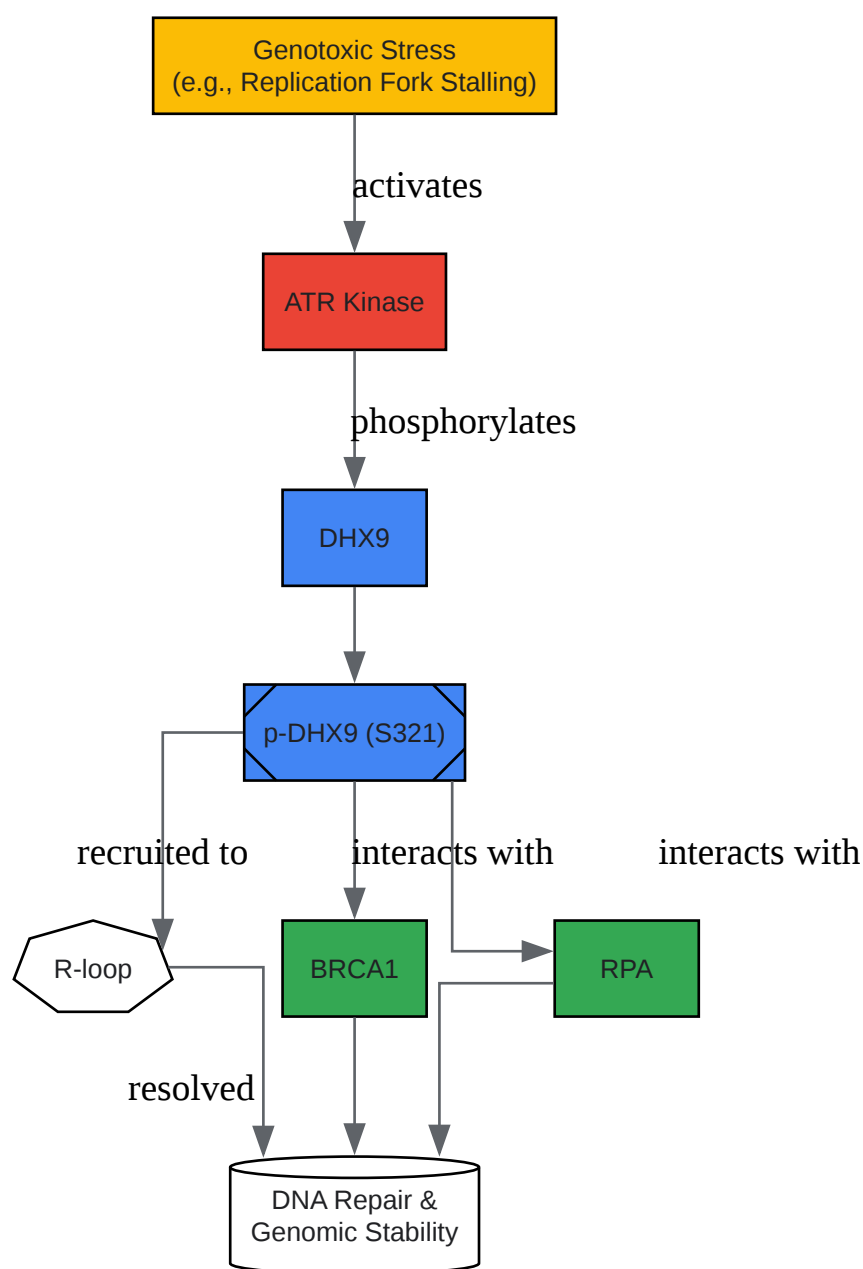 Genotoxic Stress
(e.g., Replication Fork Stalling)
activates
ATR Kinase
phosphorylates
DHX9
p-DHX9 (S321)
recruited to
interacts with
interacts with
R-loop
BRCA1
RPA
resolved
DNA Repair &
Genomic Stability